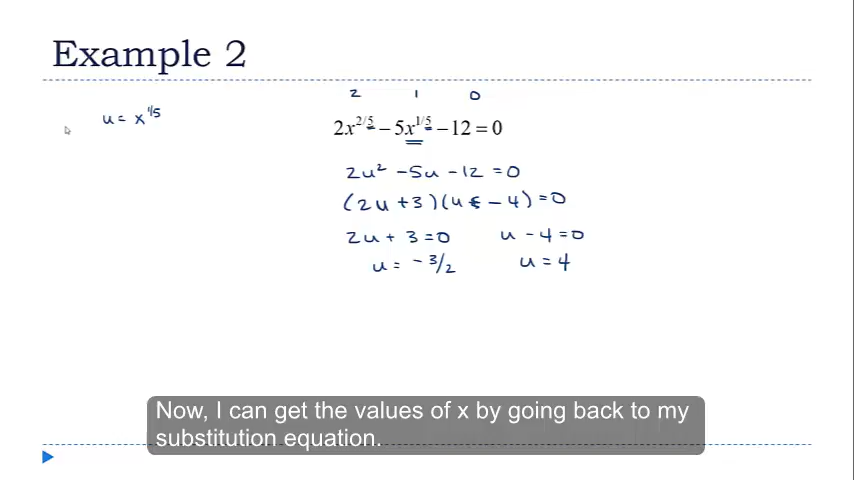 Example 2
2 1 0
u = x^1/5
2x^2/5 − 5x^1/5 − 12 = 0
2u² − 5u − 12 = 0
(2u + 3)(u − 4) = 0
2u + 3 = 0 u − 4 = 0
u = −3/2 u = 4
Now, I can get the values of x by going back to my
substitution equation.